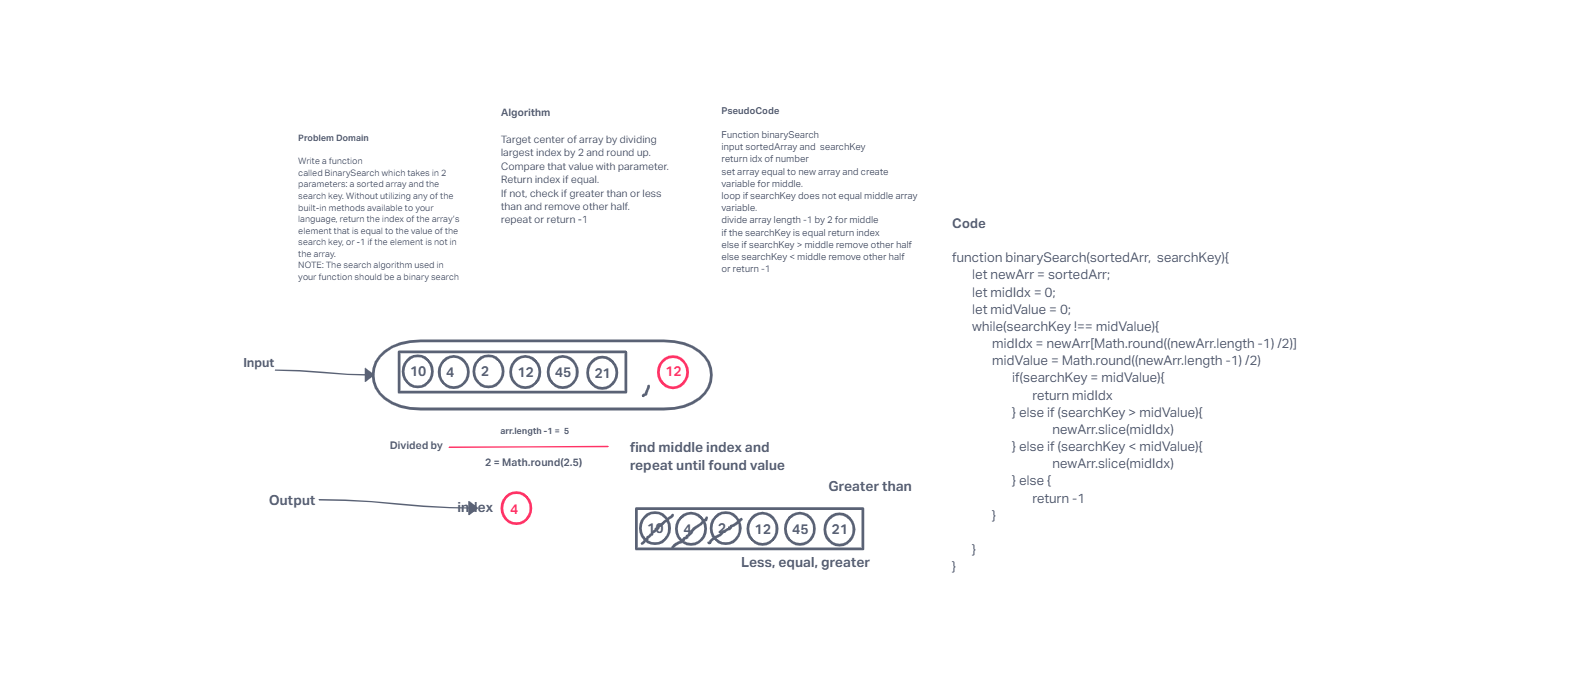 Problem Domain
Write a function
called BinarySearch which takes in 2
parameters: a sorted array and the
search key. Without utilizing any of the
built-in methods available to your
language, return the index of the array's
element that is equal to the value of the
search key, or -1 if the element is not in
the array.
NOTE: The search algorithm used in
your function should be a binary search
Algorithm
Target center of array by dividing
largest index by 2 and round up.
Compare that value with parameter.
Return index if equal.
If not, check if greater than or less
than and remove other half.
repeat or return -1
PseudoCode
Function binarySearch
input sortedArray and searchKey
return idx of number
set array equal to new array and create
variable for middle.
loop if searchKey does not equal middle array
variable.
divide array length -1 by 2 for middle
if the searchKey is equal return index
else if searchKey > middle remove other half
else searchKey < middle remove other half
or return -1
Code
function binarySearch(sortedArr, searchKey){
let newArr = sortedArr;
let midIdx = 0;
let midValue = 0;
while(searchKey !== midValue){
midIdx = newArr[Math.round((newArr.length -1) /2)]
midValue = Math.round((newArr.length -1) /2)
if(searchKey = midValue){
return midIdx
} else if (searchKey > midValue){
newArr.slice(midIdx)
} else if (searchKey < midValue){
newArr.slice(midIdx)
} else {
return -1
}
}
}
Input
10 4 2 12 45 21 , 12
arr.length -1 = 5
Divided by
2 = Math.round(2.5)
find middle index and
repeat until found value
Output
index 4
Greater than
10 4 2 12 45 21
Less, equal, greater